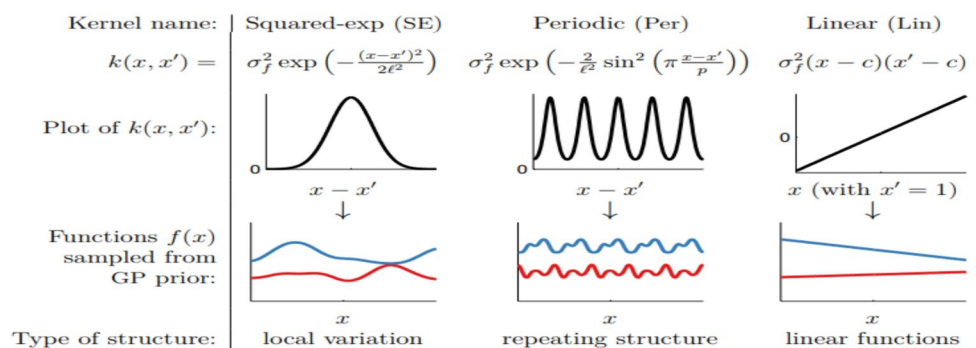 Kernel name: Squared-exp (SE) Periodic (Per) Linear (Lin)
k(x, x′) = σ_f^2 exp(−(x−x′)^2/2ℓ^2) σ_f^2 exp(−2/ℓ^2 sin^2(π x−x′/p)) σ_f^2(x − c)(x′ − c)
Plot of k(x, x′): 0 0 0
x − x′ x − x′ x (with x′ = 1)
↓ ↓ ↓
Functions f(x)
sampled from
GP prior:
x x x
Type of structure: local variation repeating structure linear functions